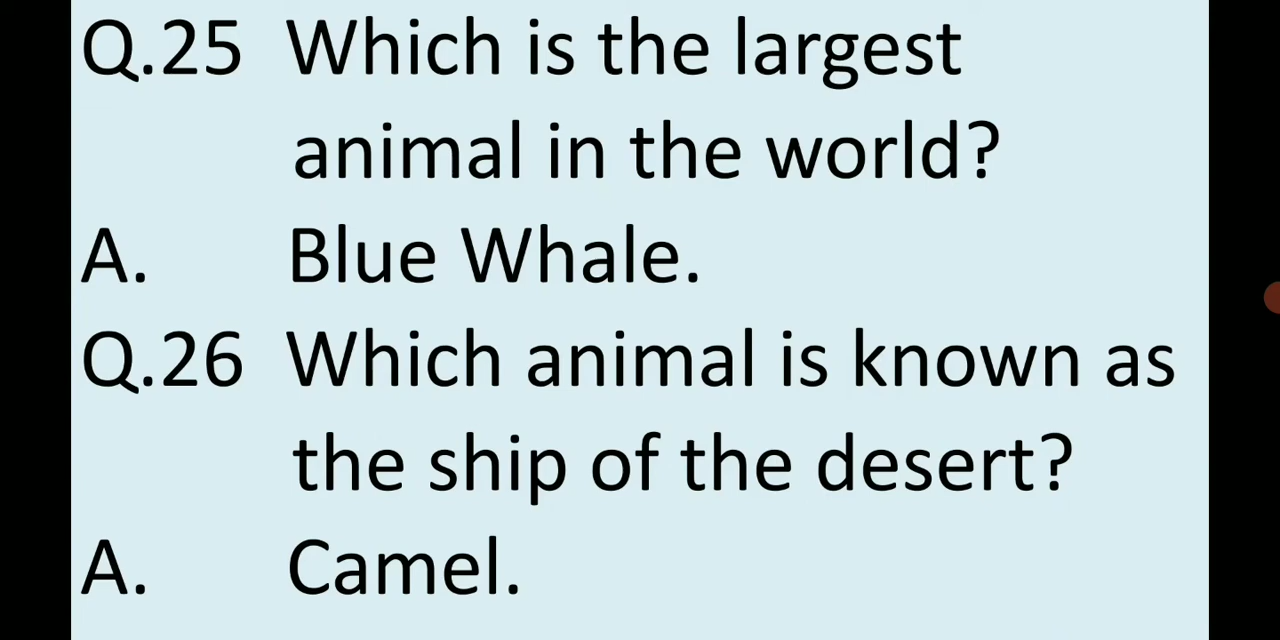 Q.25 Which is the largest
animal in the world?
A. Blue Whale.
Q.26 Which animal is known as
the ship of the desert?
A. Camel.